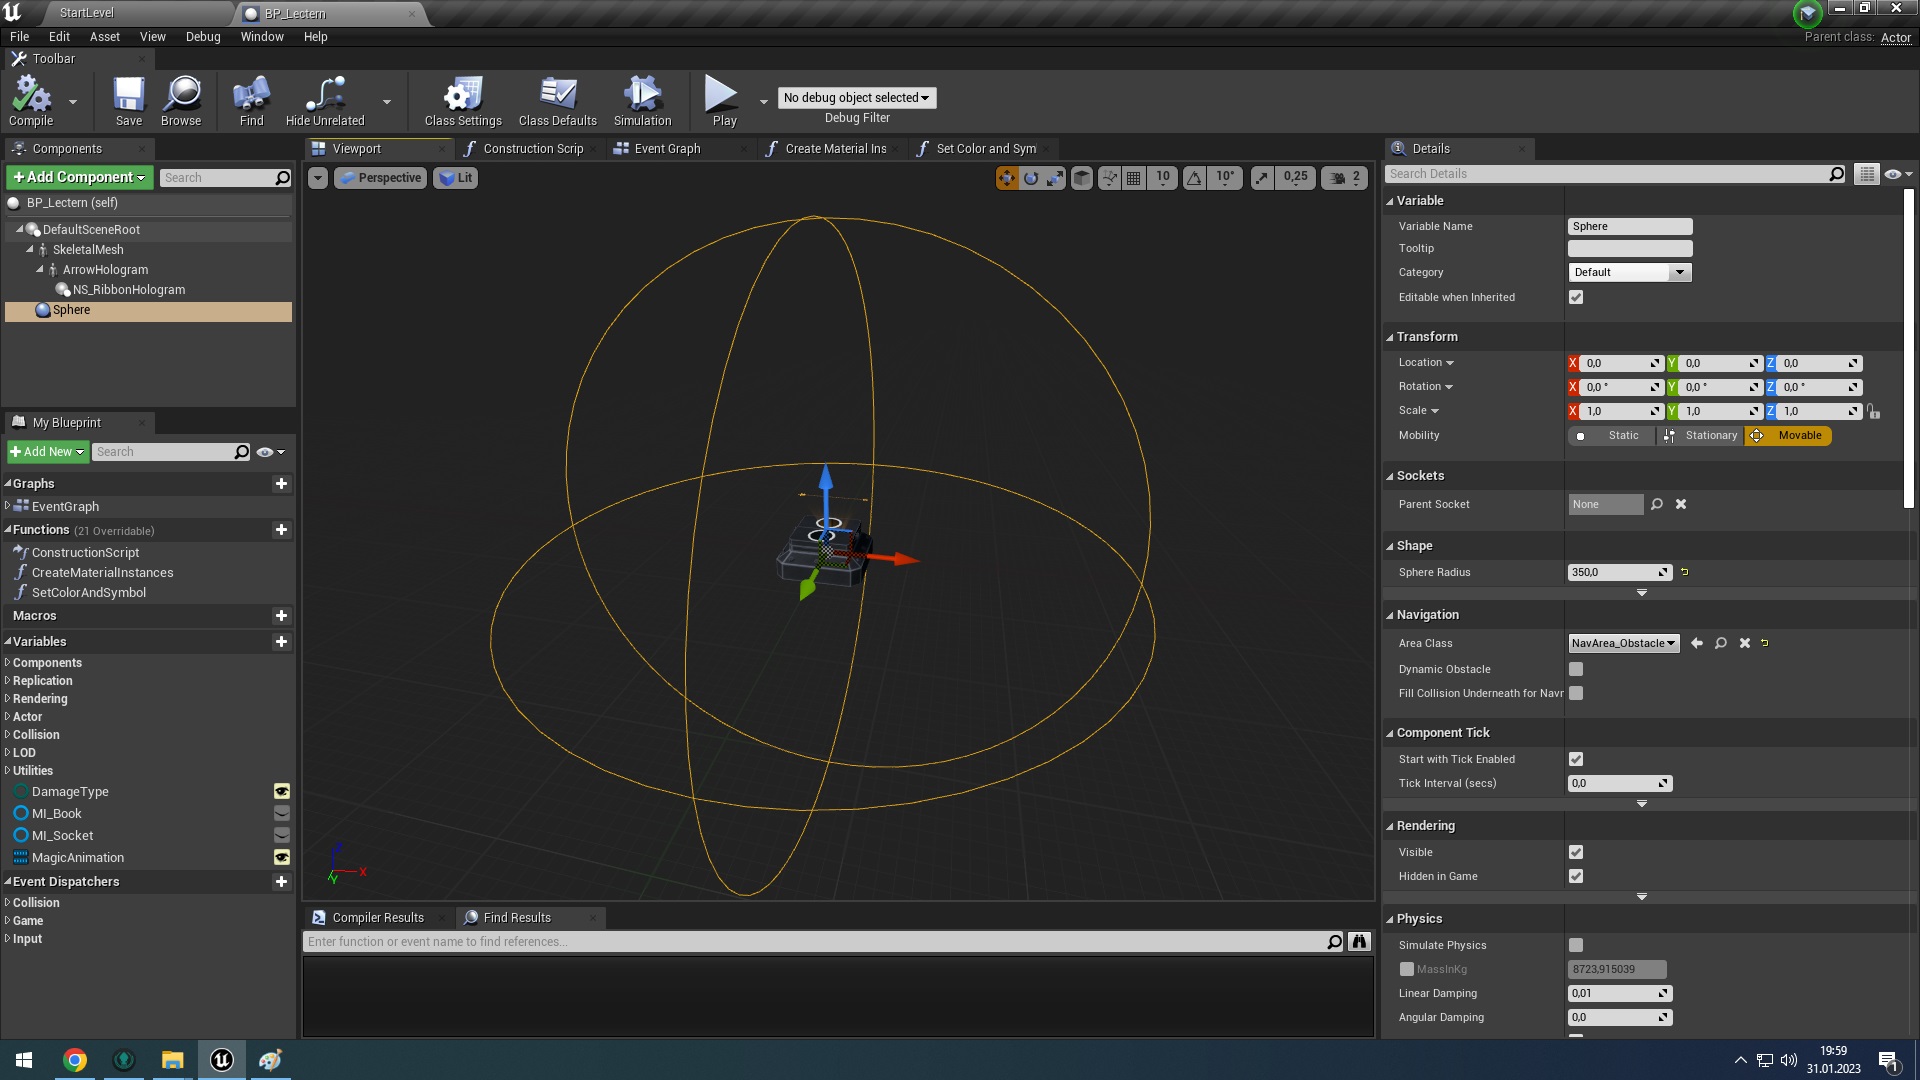 StartLevel
BP_Lectern
File Edit Asset View Debug Window Help
Parent class: Actor
Toolbar
Compile
Save
Browse
Find
Hide Unrelated
Class Settings
Class Defaults
Simulation
Play
No debug object selected
Debug Filter
Components
+Add Component
Search
BP_Lectern (self)
DefaultSceneRoot
SkeletalMesh
ArrowHologram
NS_RibbonHologram
Sphere
My Blueprint
+Add New
Search
Graphs
EventGraph
Functions (21 Overridable)
ConstructionScript
CreateMaterialInstances
SetColorAndSymbol
Macros
Variables
Components
Replication
Rendering
Actor
Collision
LOD
Utilities
DamageType
MI_Book
MI_Socket
MagicAnimation
Event Dispatchers
Collision
Game
Input
Viewport
Construction Scrip
Event Graph
Create Material Ins
Set Color and Sym
Perspective
Lit
10
10°
0,25
2
Z
X
Y
Compiler Results
Find Results
Enter function or event name to find references...
Details
Search Details
Variable
Variable Name Sphere
Tooltip
Category Default
Editable when Inherited
Transform
Location X 0,0 Y 0,0 Z 0,0
Rotation X 0,0 ° Y 0,0 ° Z 0,0 °
Scale X 1,0 Y 1,0 Z 1,0
Mobility Static Stationary Movable
Sockets
Parent Socket None
Shape
Sphere Radius 350,0
Navigation
Area Class NavArea_Obstacle
Dynamic Obstacle
Fill Collision Underneath for Navr
Component Tick
Start with Tick Enabled
Tick Interval (secs) 0,0
Rendering
Visible
Hidden in Game
Physics
Simulate Physics
MassInKg 8723,915039
Linear Damping 0,01
Angular Damping 0,0
19:59
31.01.2023
1